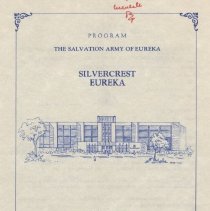 PROGRAM
THE SALVATION ARMY OF EUREKA
SILVERCREST
EUREKA